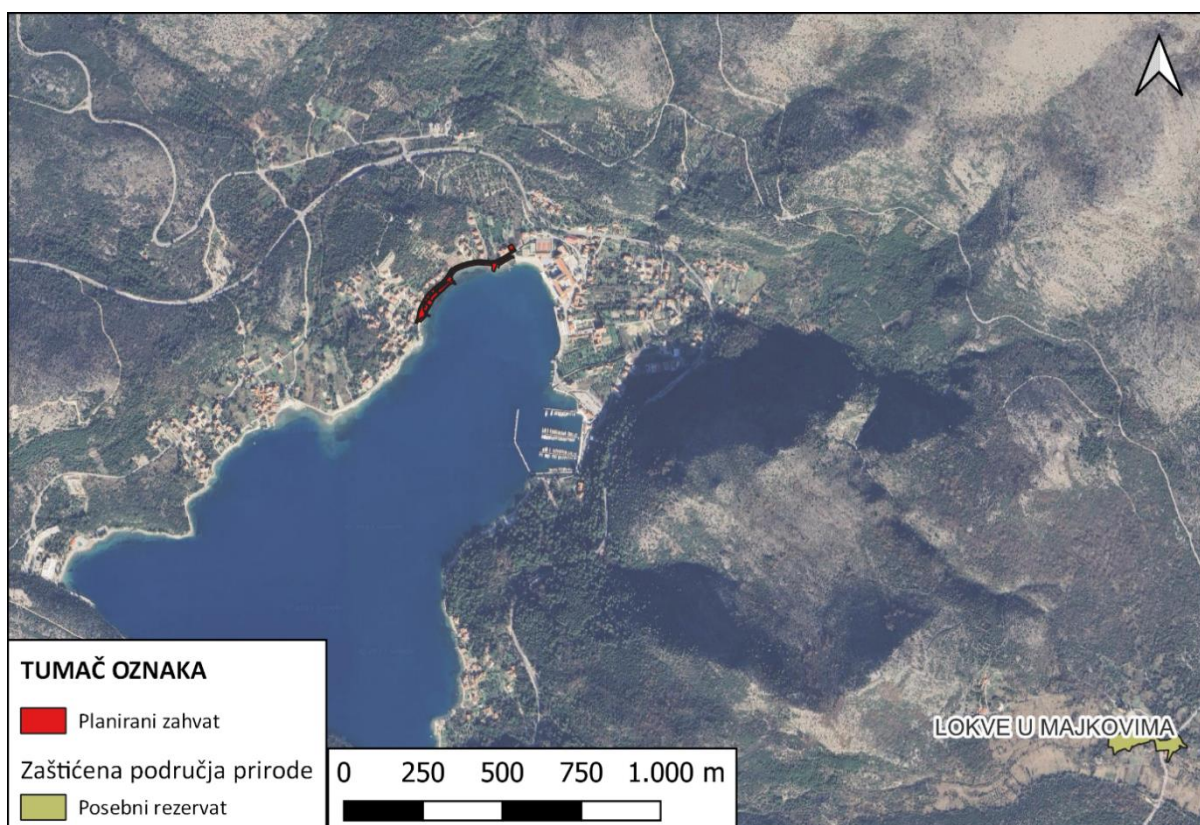 LOKVE U MAJKOVIMA
TUMAČ OZNAKA
Planirani zahvat
Zaštićena područja prirode
Posebni rezervat
0 250 500 750 1.000 m